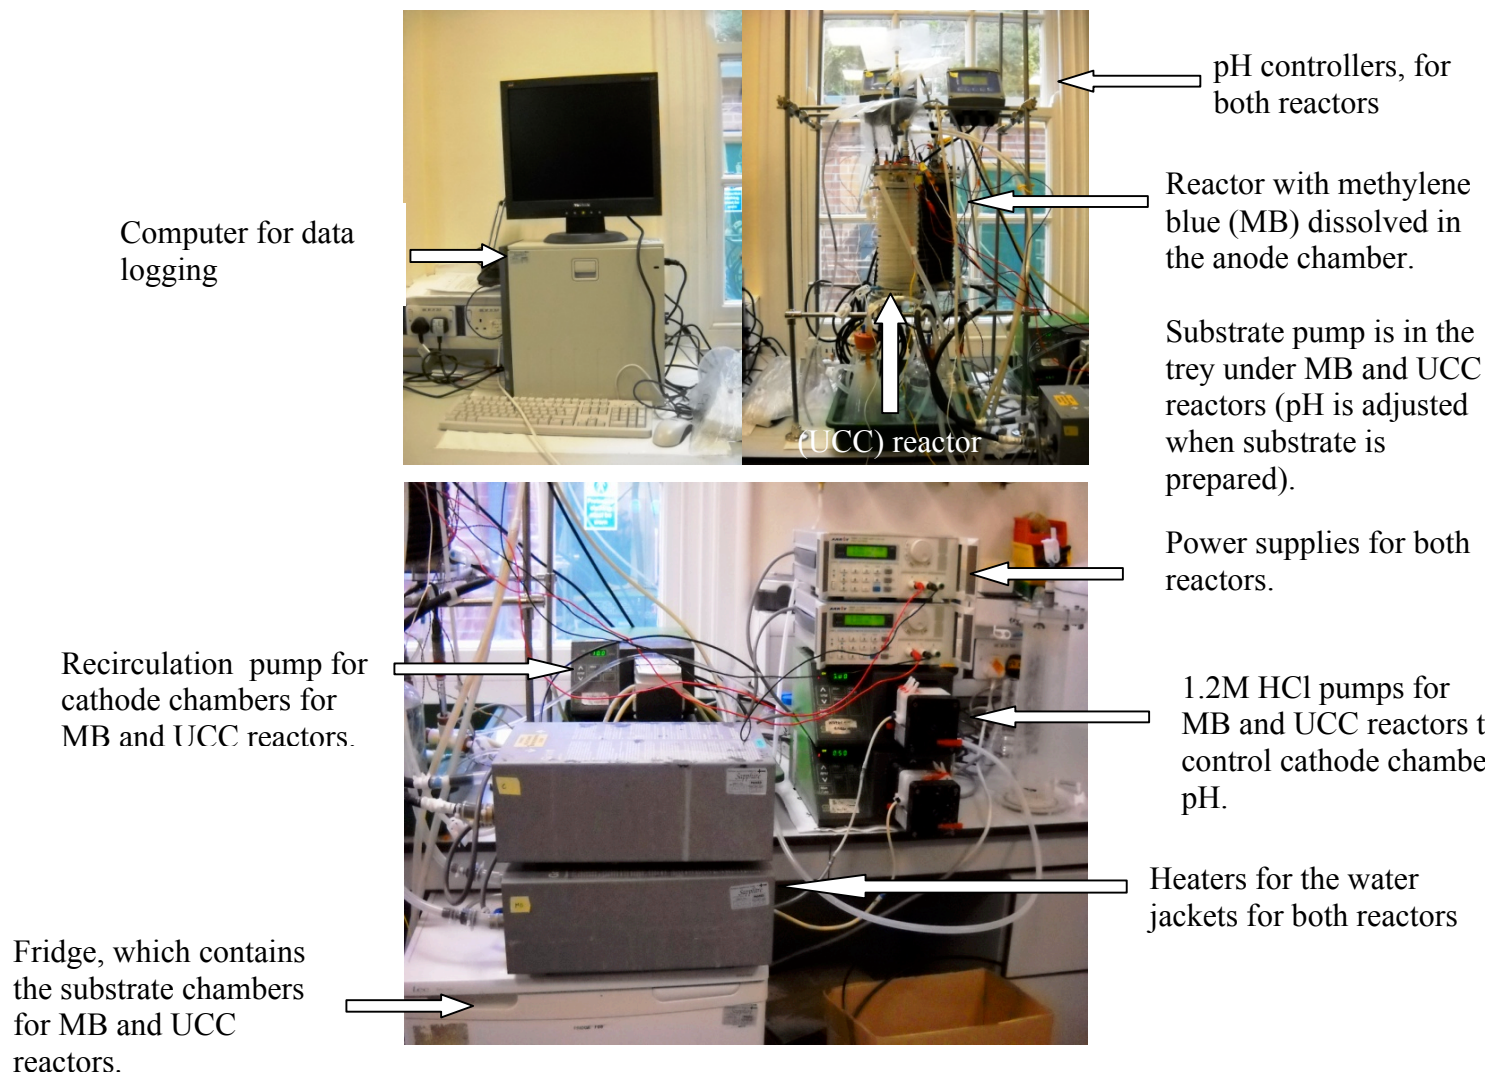 pH controllers, for
both reactors
Reactor with methylene
blue (MB) dissolved in
the anode chamber.
Computer for data
logging
Substrate pump is in the
trey under MB and UCC
reactors (pH is adjusted
when substrate is
prepared).
(UCC) reactor
Power supplies for both
reactors.
Recirculation pump for
cathode chambers for
MB and UCC reactors.
1.2M HCl pumps for
MB and UCC reactors t
control cathode chambe
pH.
Heaters for the water
jackets for both reactors
Fridge, which contains
the substrate chambers
for MB and UCC
reactors.